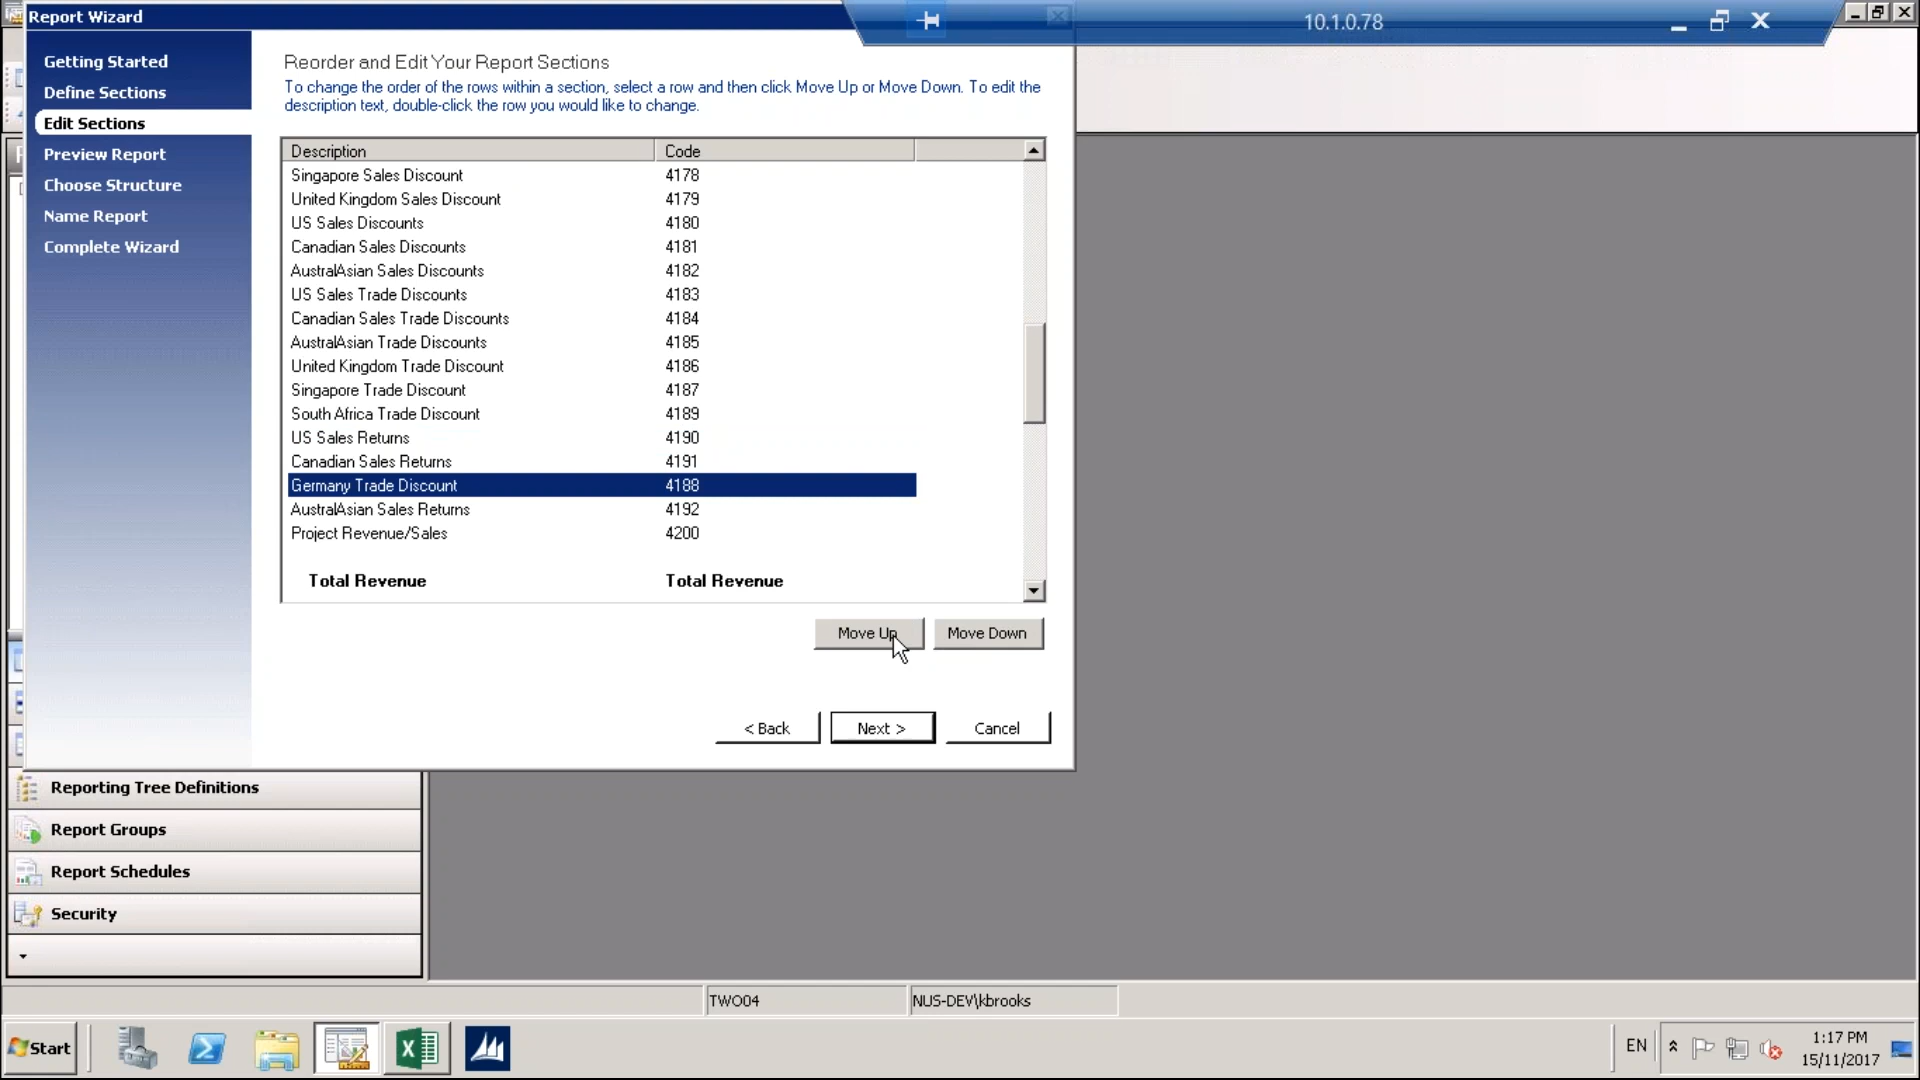 Report Wizard
10.1.0.78
Getting Started
Define Sections
Edit Sections
Preview Report
Choose Structure
Name Report
Complete Wizard
Reorder and Edit Your Report Sections
To change the order of the rows within a section, select a row and then click Move Up or Move Down. To edit the
description text, double-click the row you would like to change.
Description Code
Singapore Sales Discount 4178
United Kingdom Sales Discount 4179
US Sales Discounts 4180
Canadian Sales Discounts 4181
AustralAsian Sales Discounts 4182
US Sales Trade Discounts 4183
Canadian Sales Trade Discounts 4184
AustralAsian Trade Discounts 4185
United Kingdom Trade Discount 4186
Singapore Trade Discount 4187
South Africa Trade Discount 4189
US Sales Returns 4190
Canadian Sales Returns 4191
Germany Trade Discount 4188
AustralAsian Sales Returns 4192
Project Revenue/Sales 4200
Total Revenue Total Revenue
Move Up Move Down
< Back Next > Cancel
Reporting Tree Definitions
Report Groups
Report Schedules
Security
TWO04 NUS-DEV\kbrooks
Start
EN
1:17 PM
15/11/2017